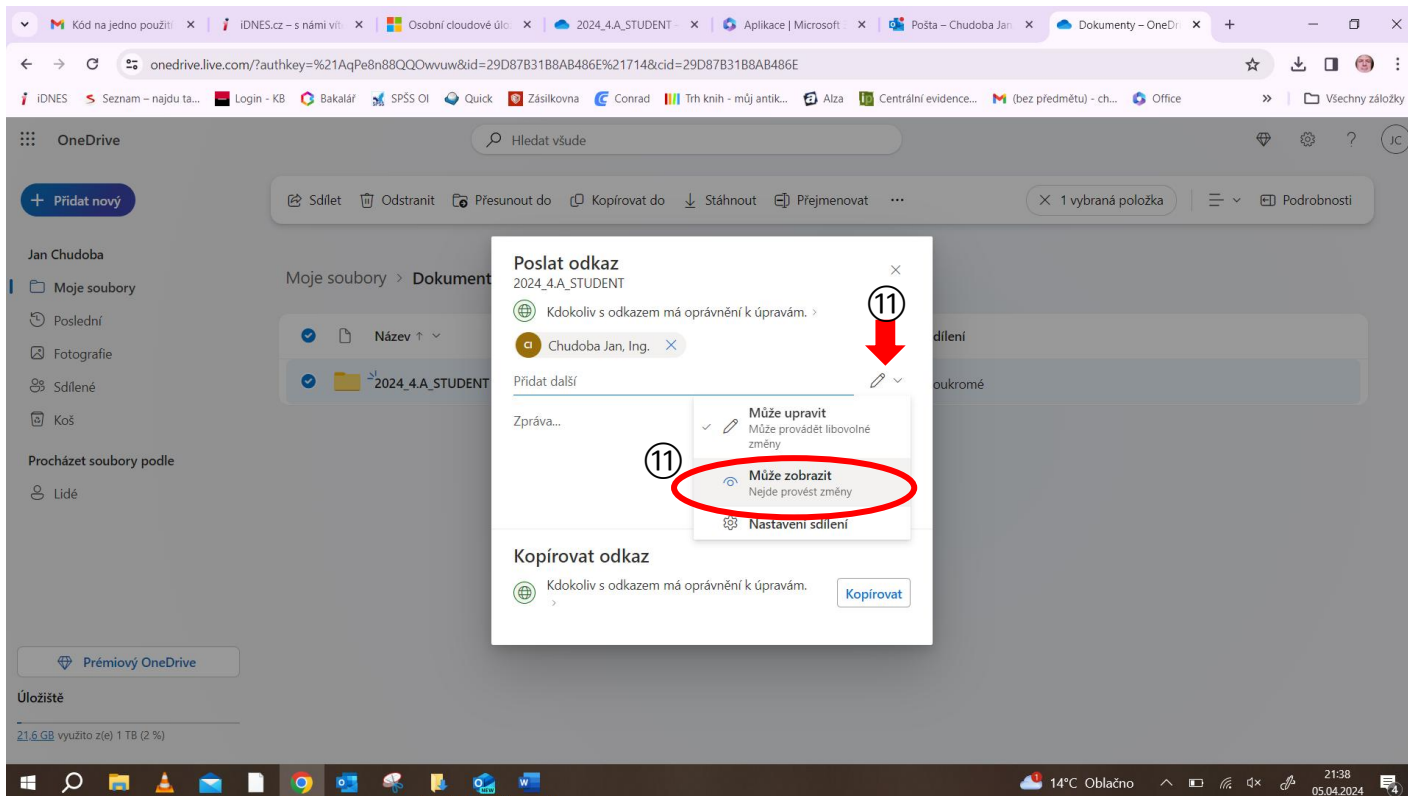 Kód na jedno použití
iDNES.cz – s námi víte
Osobní cloudové úlo
2024_4.A_STUDENT –
Aplikace | Microsoft
Pošta – Chudoba Jan
Dokumenty – OneDri
onedrive.live.com/?authkey=%21AqPe8n88QQOwvuw&id=29D87B31B8AB486E%21714&cid=29D87B31B8AB486E
iDNES
Seznam – najdu ta...
Login - KB
Bakalář
SPŠS Ol
Quick
Zásilkovna
Conrad
Trh knih - můj antik...
Alza
Centrální evidence...
(bez předmětu) - ch...
Office
Všechny záložky
OneDrive
Hledat všude
JC
Přidat nový
Sdílet
Odstranit
Přesunout do
Kopírovat do
Stáhnout
Přejmenovat
1 vybraná položka
Podrobnosti
Jan Chudoba
Moje soubory
Poslední
Fotografie
Sdílené
Koš
Procházet soubory podle
Lidé
Moje soubory > Dokument
Název
dílení
2024_4.A_STUDENT
oukromé
Poslat odkaz
2024_4.A_STUDENT
Kdokoliv s odkazem má oprávnění k úpravám. >
⑪
CI
Chudoba Jan, Ing.
Přidat další
Zpráva...
Může upravit
Může provádět libovolné
změny
⑪
Může zobrazit
Nejde provést změny
Nastavení sdílení
Kopírovat odkaz
Kdokoliv s odkazem má oprávnění k úpravám.
>
Kopírovat
Prémiový OneDrive
Úložiště
21,6 GB využito z(e) 1 TB (2 %)
14°C Oblačno
21:38
05.04.2024
4